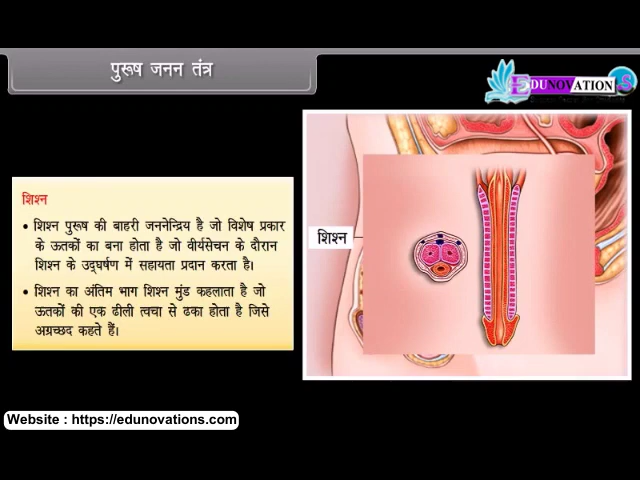 पुरूष जनन तंत्र
EDUNOVATIONS
शिश्न
• शिश्न पुरूष की बाहरी जननेन्द्रिय है जो विशेष प्रकार
के ऊतकों का बना होता है जो वीर्यसेचन के दौरान
शिश्न के उद्घर्षण में सहायता प्रदान करता है।
• शिश्न का अंतिम भाग शिश्न मुंड कहलाता है जो
ऊतकों की एक ढीली त्वचा से ढका होता है जिसे
अग्रच्छद कहते हैं।
शिश्न
Website : https://edunovations.com